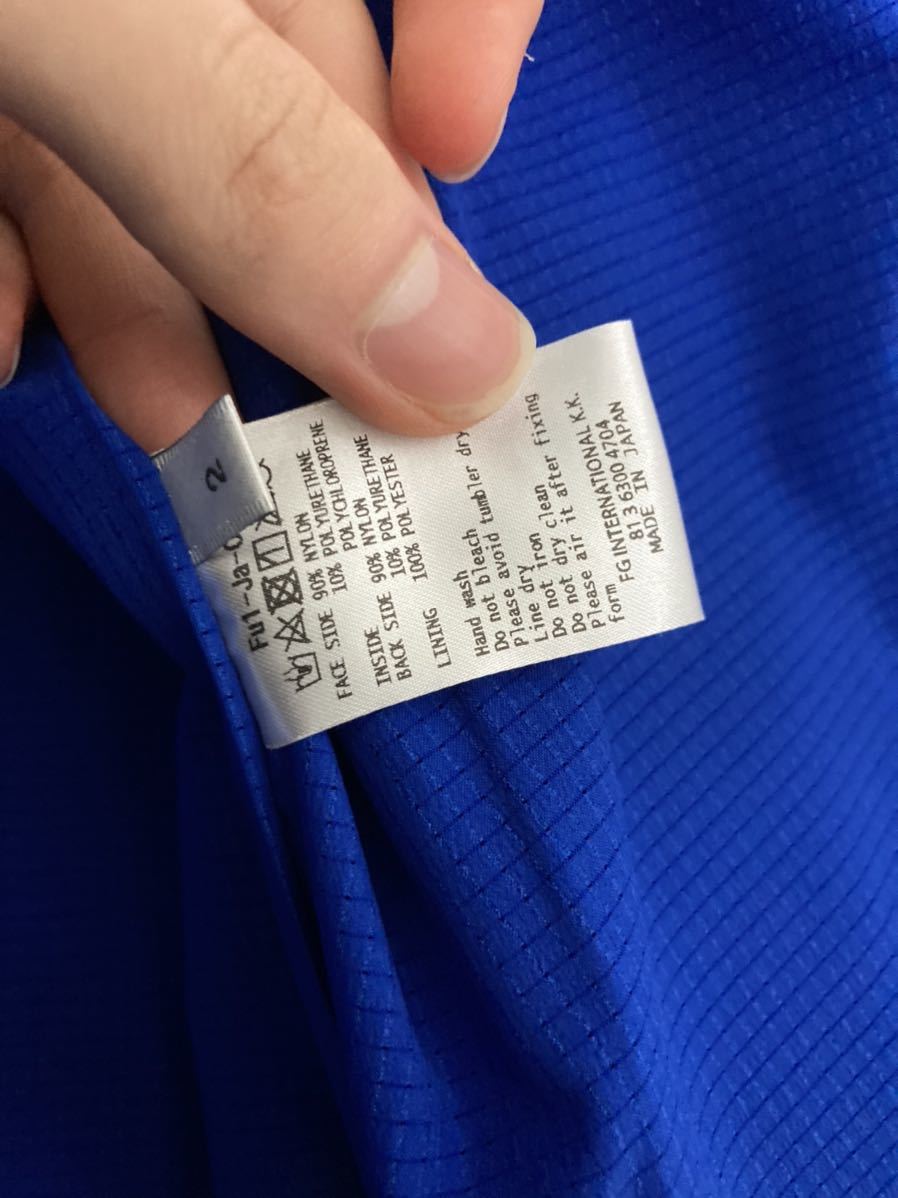 2
Fu1-Ja-
FACE SIDE 90% NYLON
10% POLYURETHANE
POLYCHLOROPRENE
INSIDE 90% NYLON
BACK SIDE 10% POLYURETHANE
100% POLYESTER
LINING
Hand wash
Do not bleach
Please avoid tumbler dry
Line dry
Do not iron
Do not dry clean
Please air it after fixing
form
FG INTERNATIONAL K.K.
81 3 6300 4704
MADE IN JAPAN